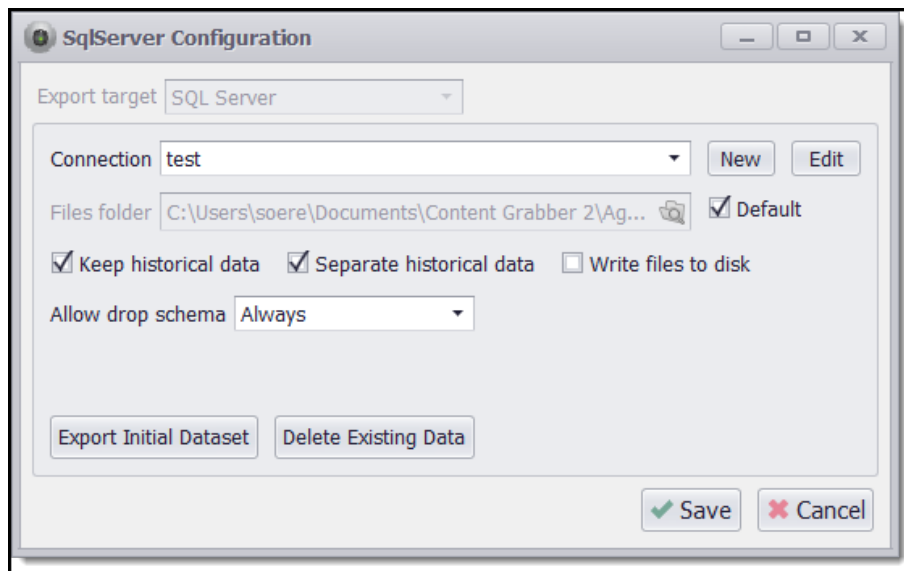 SqlServer Configuration
Export target SQL Server
Connection test New Edit
Files folder C:\Users\soere\Documents\Content Grabber 2\Ag... Default
Keep historical data Separate historical data Write files to disk
Allow drop schema Always
Export Initial Dataset Delete Existing Data
Save Cancel